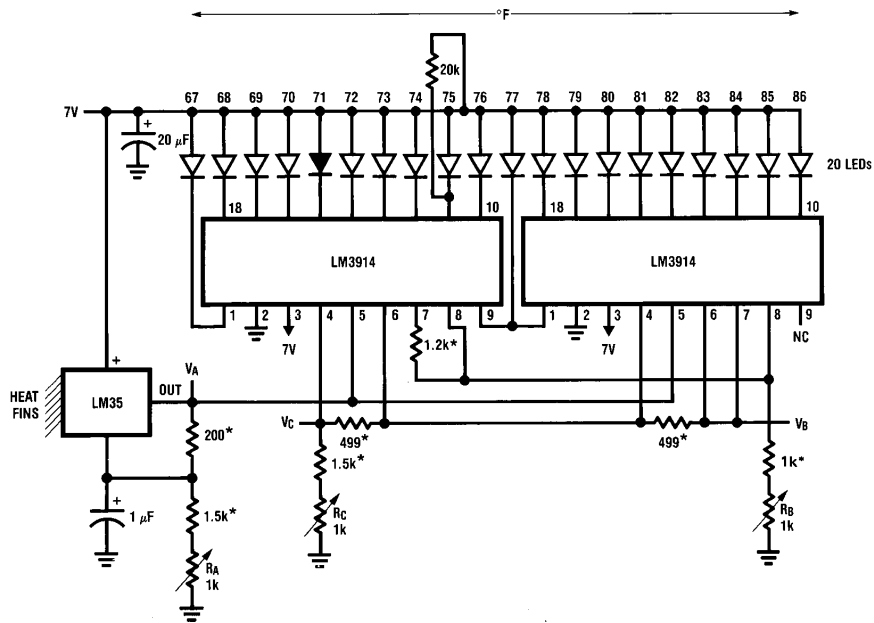 °F
20k
67 68 69 70 71 72 73 74 75 76 77 78 79 80 81 82 83 84 85 86
7V
+
20 μF
20 LEDs
18 10 18 10
LM3914 LM3914
1 2 3 4 5 6 7 8 9 1 2 3 4 5 6 7 8 9
7V 1.2k* 7V NC
+
HEAT FINS
LM35
OUT
VA
200*
VC
499*
499*
VB
1.5k*
1k*
+
1 μF
1.5k*
RC
1k
RB
1k
RA
1k